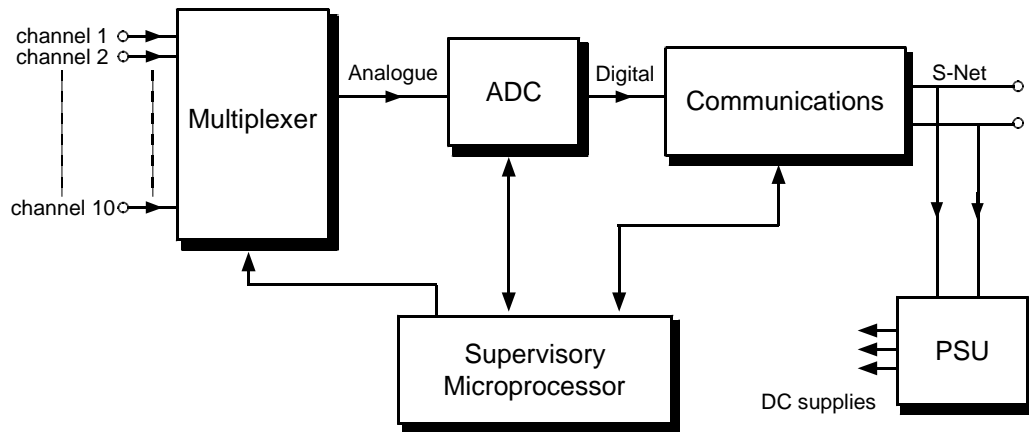 channel 1
channel 2
channel 10
Multiplexer
Analogue
ADC
Digital
Communications
S-Net
Supervisory
Microprocessor
PSU
DC supplies